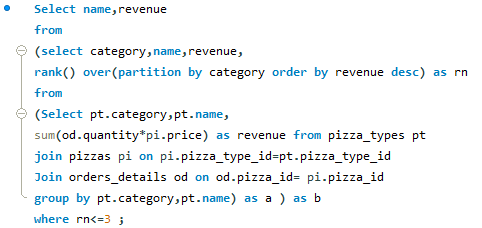 Select name,revenue
from
(select category,name,revenue,
rank() over(partition by category order by revenue desc) as rn
from
(Select pt.category,pt.name,
sum(od.quantity*pi.price) as revenue from pizza_types pt
join pizzas pi on pi.pizza_type_id=pt.pizza_type_id
Join orders_details od on od.pizza_id= pi.pizza_id
group by pt.category,pt.name) as a ) as b
where rn<=3 ;